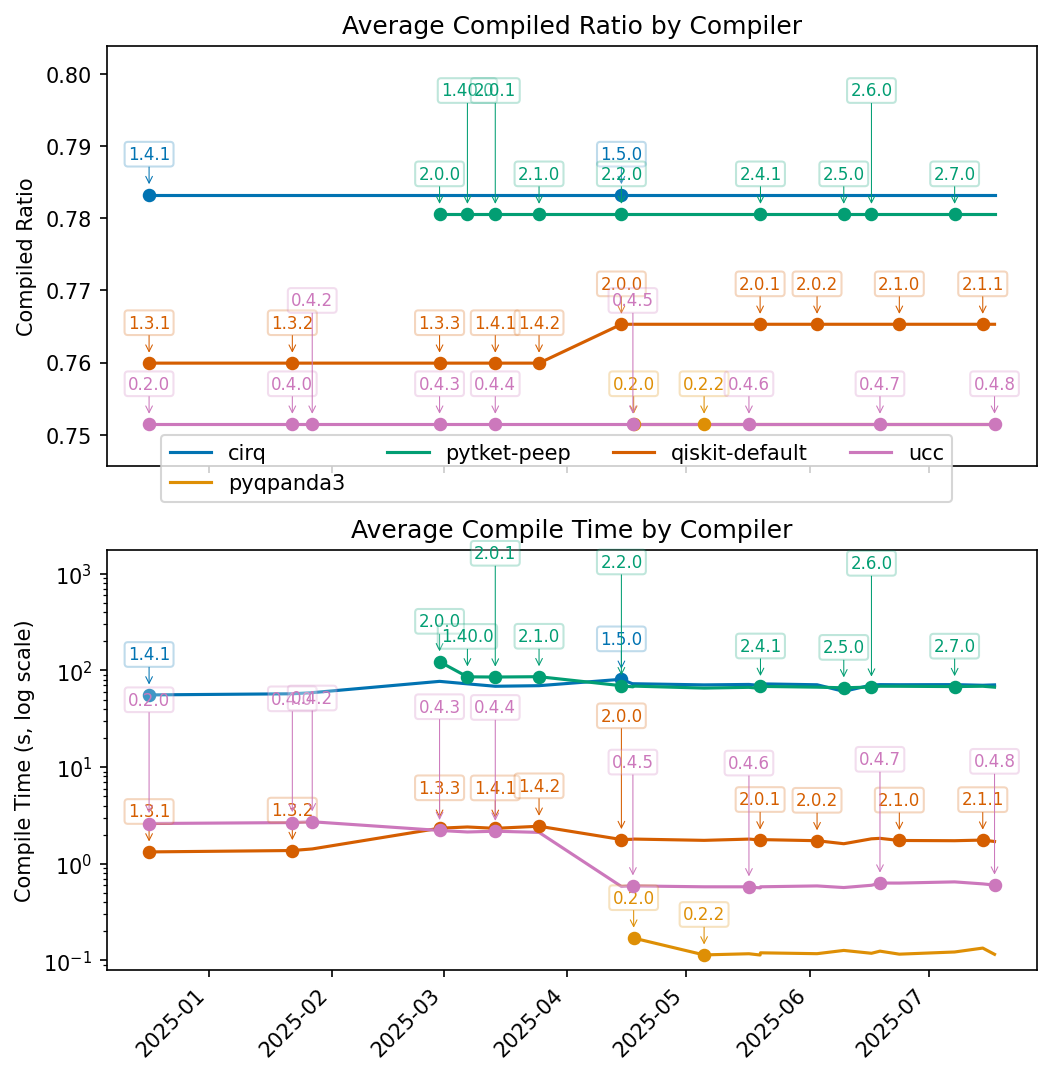 Average Compiled Ratio by Compiler
Compiled Ratio
0.80
0.79
0.78
0.77
0.76
0.75
1.40.0 2.0.1 2.6.0
1.4.1 1.5.0
2.0.0 2.1.0 2.2.0 2.4.1 2.5.0 2.7.0
0.4.2 2.0.0 0.4.5 2.0.1 2.0.2 2.1.0 2.1.1
1.3.1 1.3.2 1.3.3 1.4.1 1.4.2
0.2.0 0.4.0 0.4.3 0.4.4 0.2.0 0.2.2 0.4.6 0.4.7 0.4.8
cirq pytket-peep qiskit-default ucc
pyqpanda3
Average Compile Time by Compiler
Compile Time (s, log scale)
10³
10²
10¹
10⁰
10⁻¹
2.0.1 2.2.0 2.6.0
2.0.0
1.4.1 1.40.0 2.1.0 1.5.0 2.4.1 2.5.0 2.7.0
0.2.0 0.4.0 0.4.2 0.4.3 0.4.4 2.0.0
0.4.5 0.4.6 0.4.7 0.4.8
1.3.1 1.3.2 1.3.3 1.4.1 1.4.2 2.0.1 2.0.2 2.1.0 2.1.1
0.2.0 0.2.2
2025-01 2025-02 2025-03 2025-04 2025-05 2025-06 2025-07